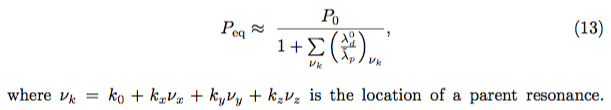 P_eq ≈ P_0 / (1 + ∑_{ν_k} (λ_d^0 / λ_p)_{ν_k}), (13)
where ν_k = k_0 + k_xν_x + k_yν_y + k_zν_z is the location of a parent resonance.